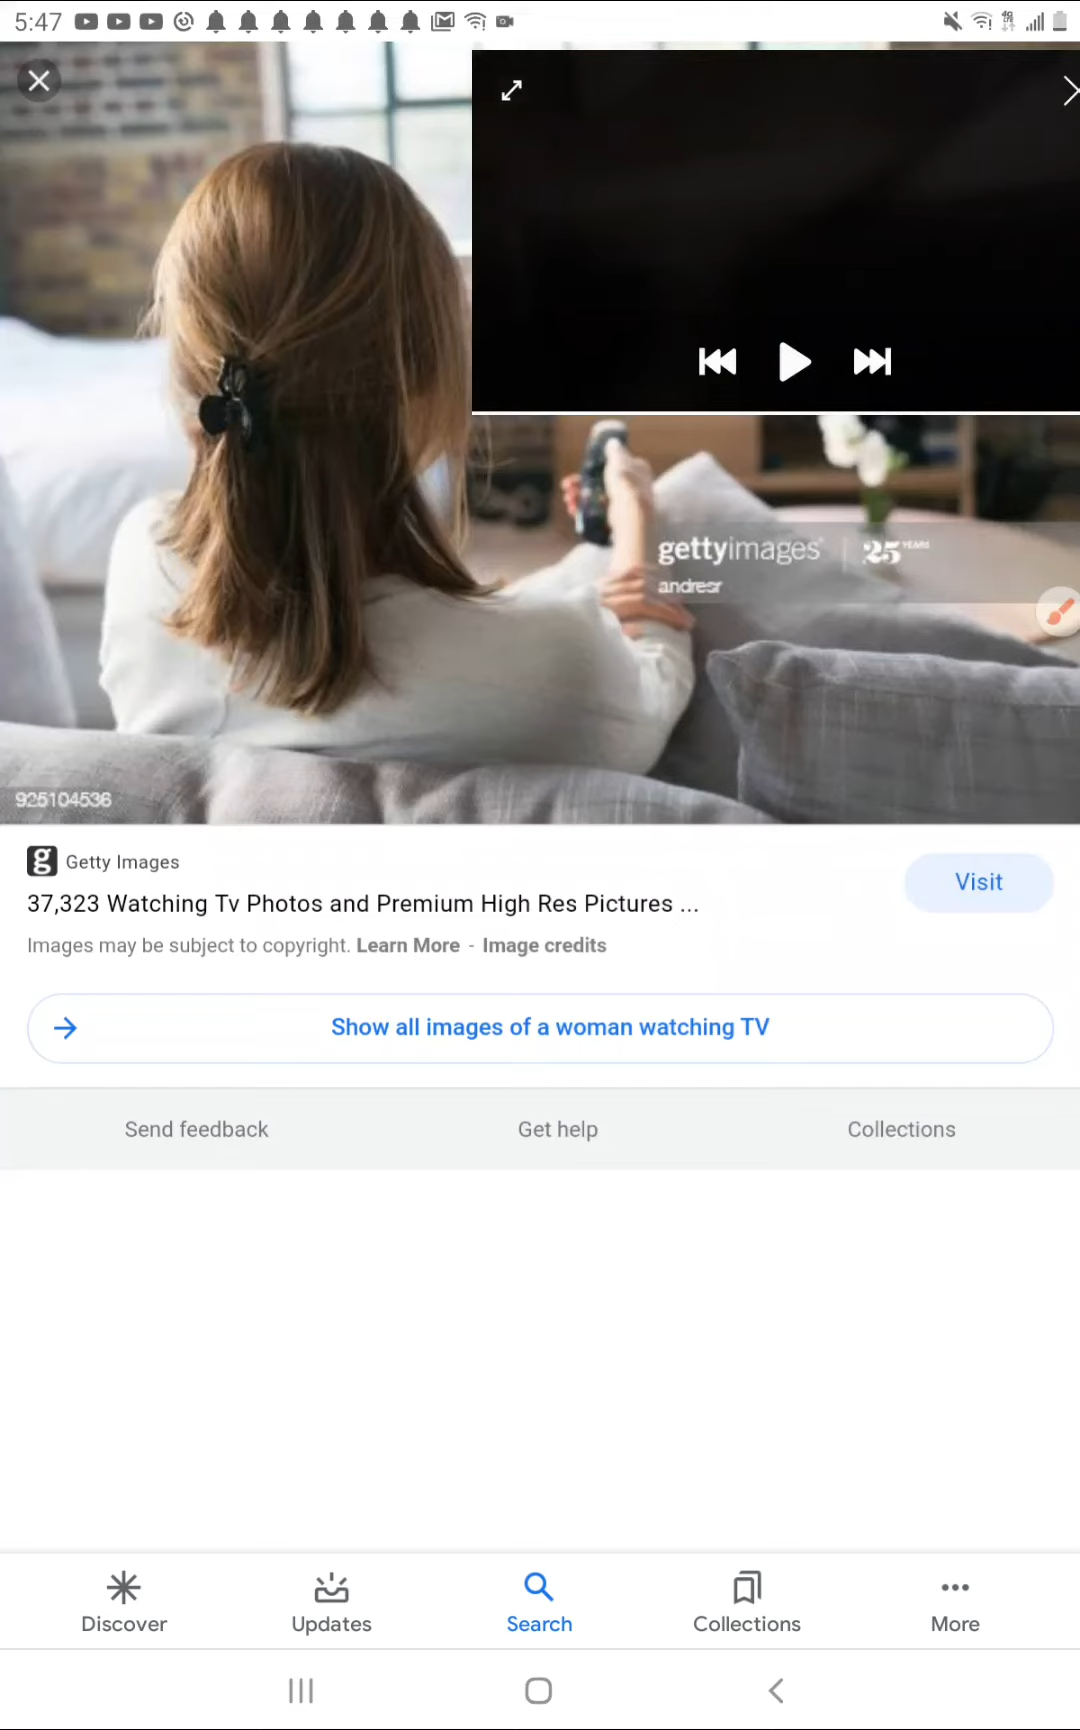 5:47
gettyimages® | 25 YEARS
andresr
925104536
g Getty Images
37,323 Watching Tv Photos and Premium High Res Pictures ...
Visit
Images may be subject to copyright. Learn More - Image credits
Show all images of a woman watching TV
Send feedback Get help Collections
Discover Updates Search Collections More